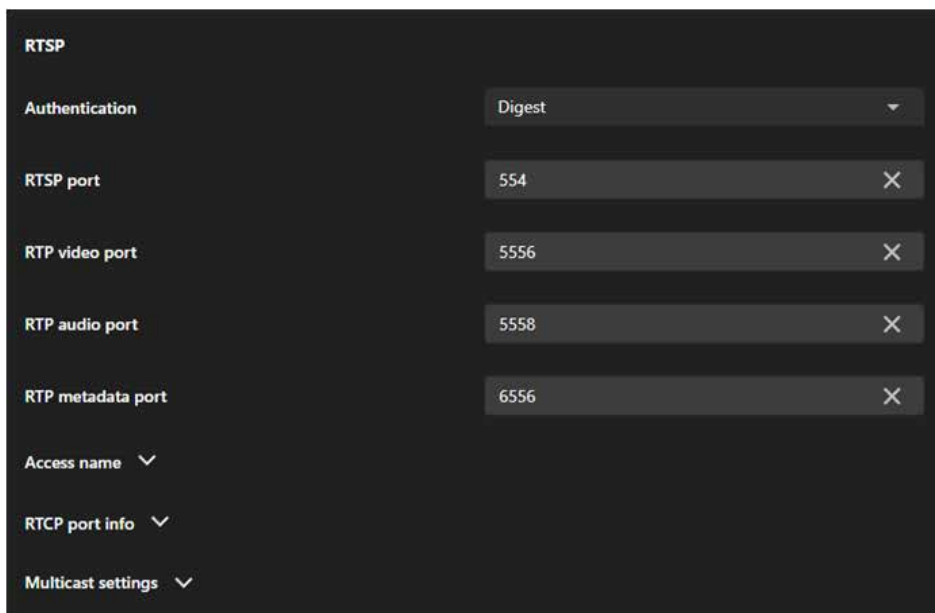 RTSP
Authentication Digest
RTSP port 554
RTP video port 5556
RTP audio port 5558
RTP metadata port 6556
Access name
RTCP port info
Multicast settings